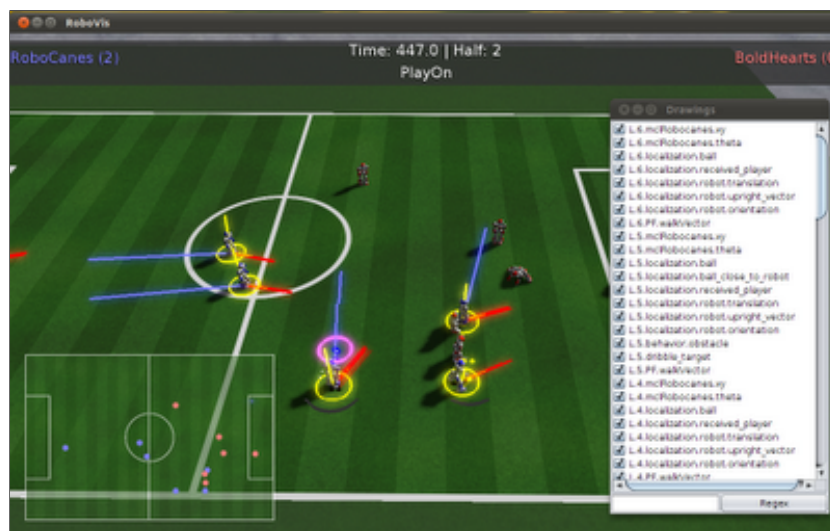 RoboVis
RoboCanes (2)
Time: 447.0 | Half: 2
PlayOn
BoldHearts (
Drawings
L.6.mclRobocanes.xy
L.6.mclRobocanes.theta
L.6.localization.ball
L.6.localization.received_player
L.6.localization.robot.translation
L.6.localization.robot.upright_vector
L.6.localization.robot.orientation
L.6.PF.walkVector
L.5.mclRobocanes.xy
L.5.mclRobocanes.theta
L.5.localization.ball
L.5.localization.ball_close_to_robot
L.5.localization.received_player
L.5.localization.robot.translation
L.5.localization.robot.upright_vector
L.5.localization.robot.orientation
L.5.behavior.obstacle
L.5.dribble_target
L.5.PF.walkVector
L.4.mclRobocanes.xy
L.4.mclRobocanes.theta
L.4.localization.ball
L.4.localization.received_player
L.4.localization.robot.translation
L.4.localization.robot.upright_vector
L.4.localization.robot.orientation
L.4.PF.walkVector
Regex